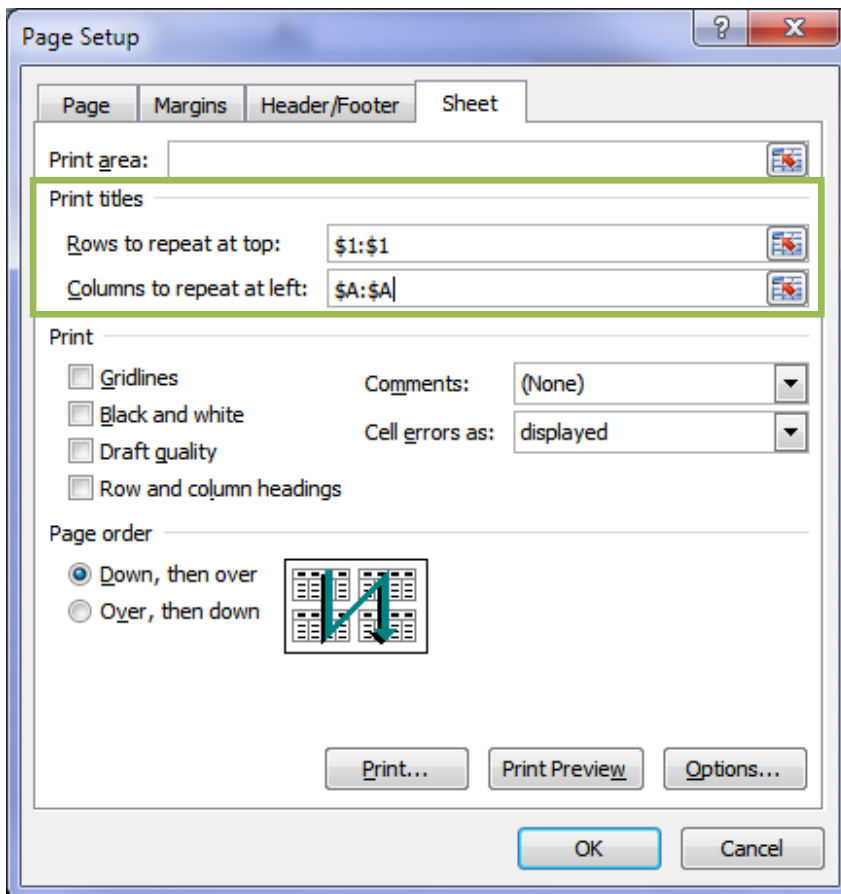 Page Setup
Page Margins Header/Footer Sheet
Print area:
Print titles
Rows to repeat at top: $1:$1
Columns to repeat at left: $A:$A
Print
Gridlines Comments: (None)
Black and white
Cell errors as: displayed
Draft quality
Row and column headings
Page order
Down, then over
Over, then down
Print... Print Preview Options...
OK Cancel